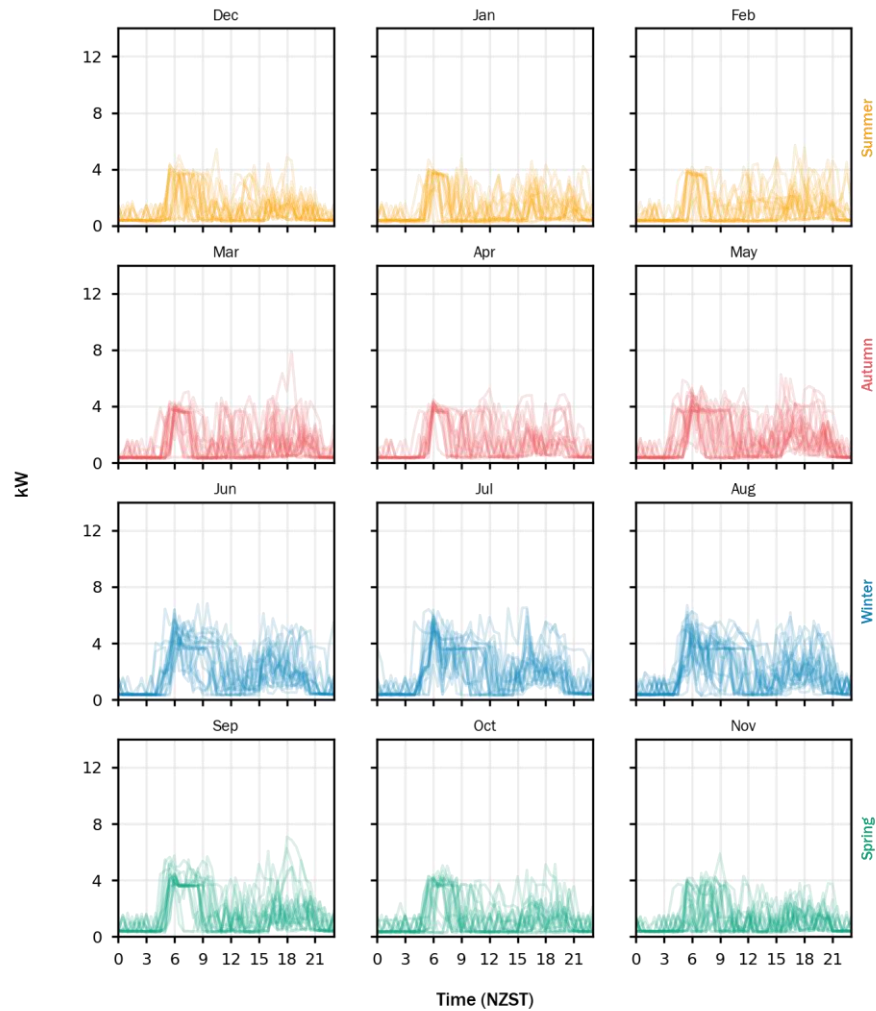 Dec Jan Feb
12
8
4
0
Summer
Mar Apr May
12
8
4
0
Autumn
kW
Jun Jul Aug
12
8
4
0
Winter
Sep Oct Nov
12
8
4
0
Spring
0 3 6 9 12 15 18 21 0 3 6 9 12 15 18 21 0 3 6 9 12 15 18 21
Time (NZST)